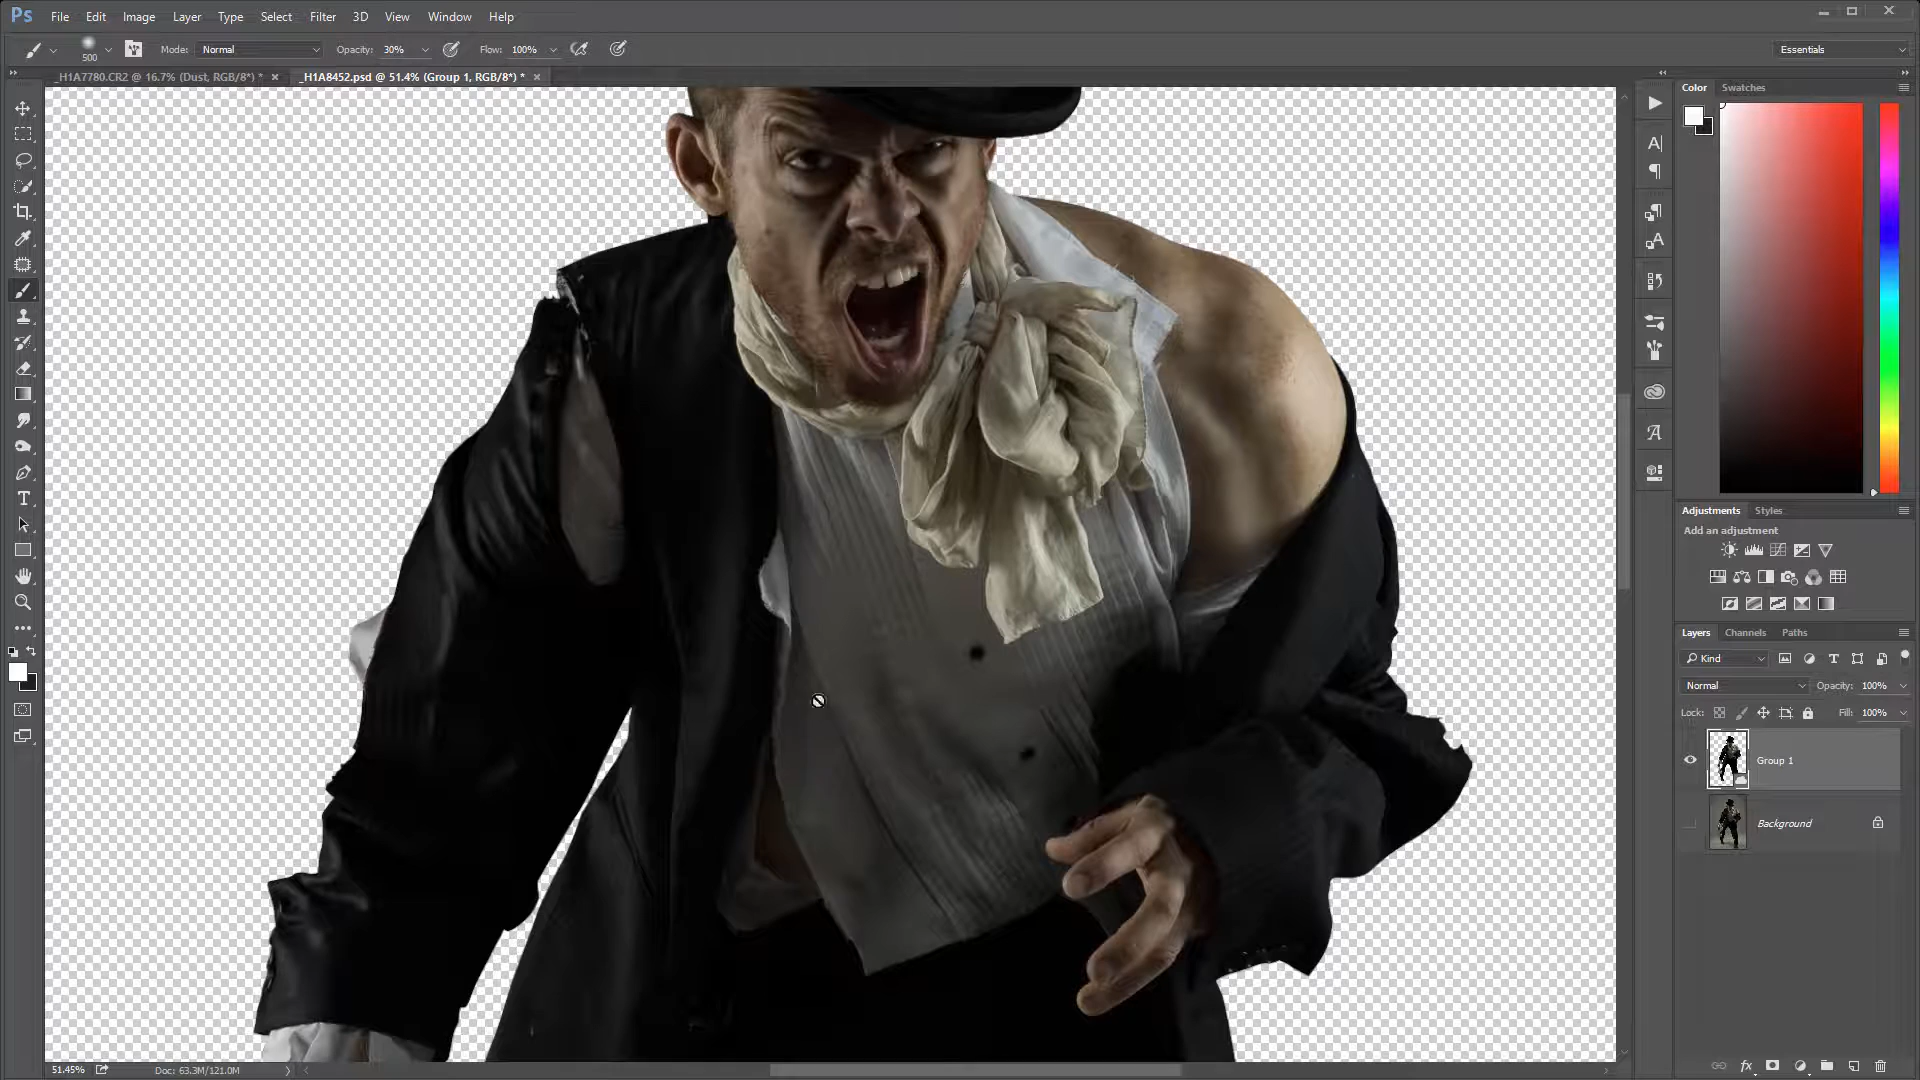 Ps File Edit Image Layer Type Select Filter 3D View Window Help
500 Mode: Normal Opacity: 30% Flow: 100% Essentials
_H1A7780.CR2 @ 16.7% (Dust, RGB/8*) * × _H1A8452.psd @ 51.4% (Group 1, RGB/8*) * ×
Color Swatches
Adjustments Styles
Add an adjustment
Layers Channels Paths
Kind
Normal Opacity: 100%
Lock: Fill: 100%
Group 1
Background
51.45% Doc: 63.3M/121.0M